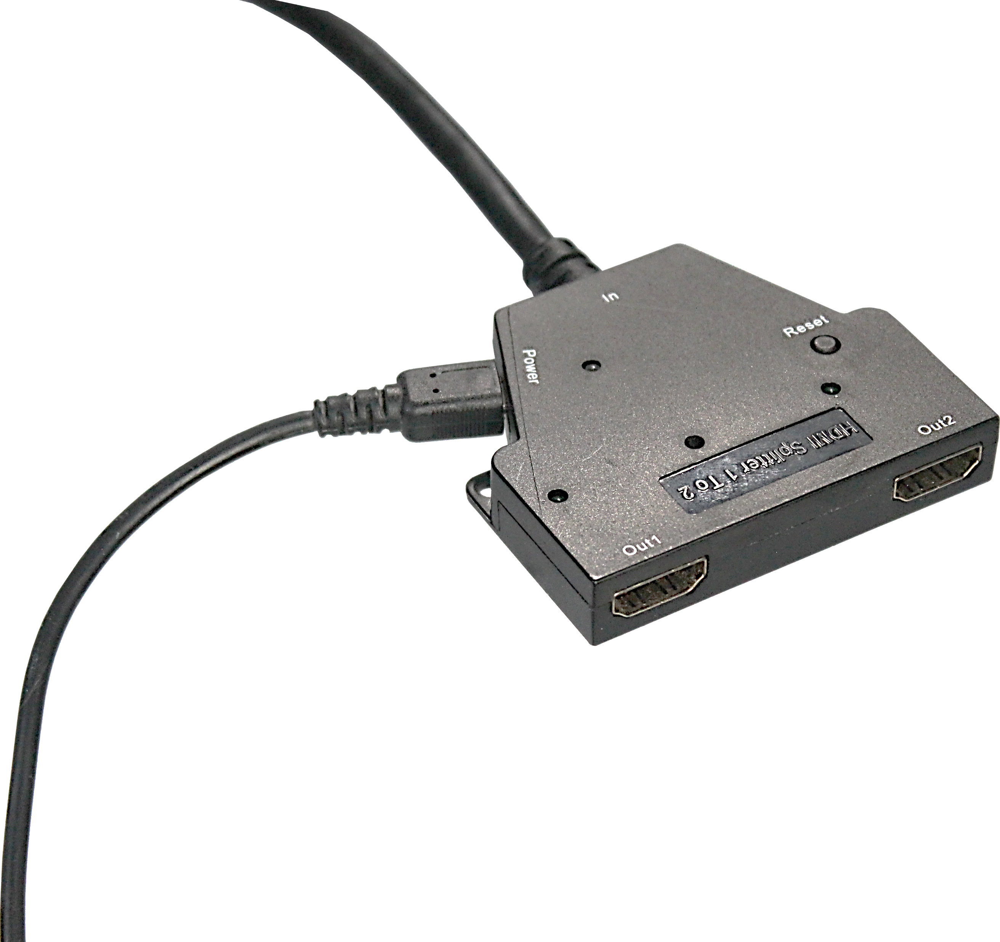 In
Reset
Power
HDMI Splitter 1 To 2
Out2
Out1